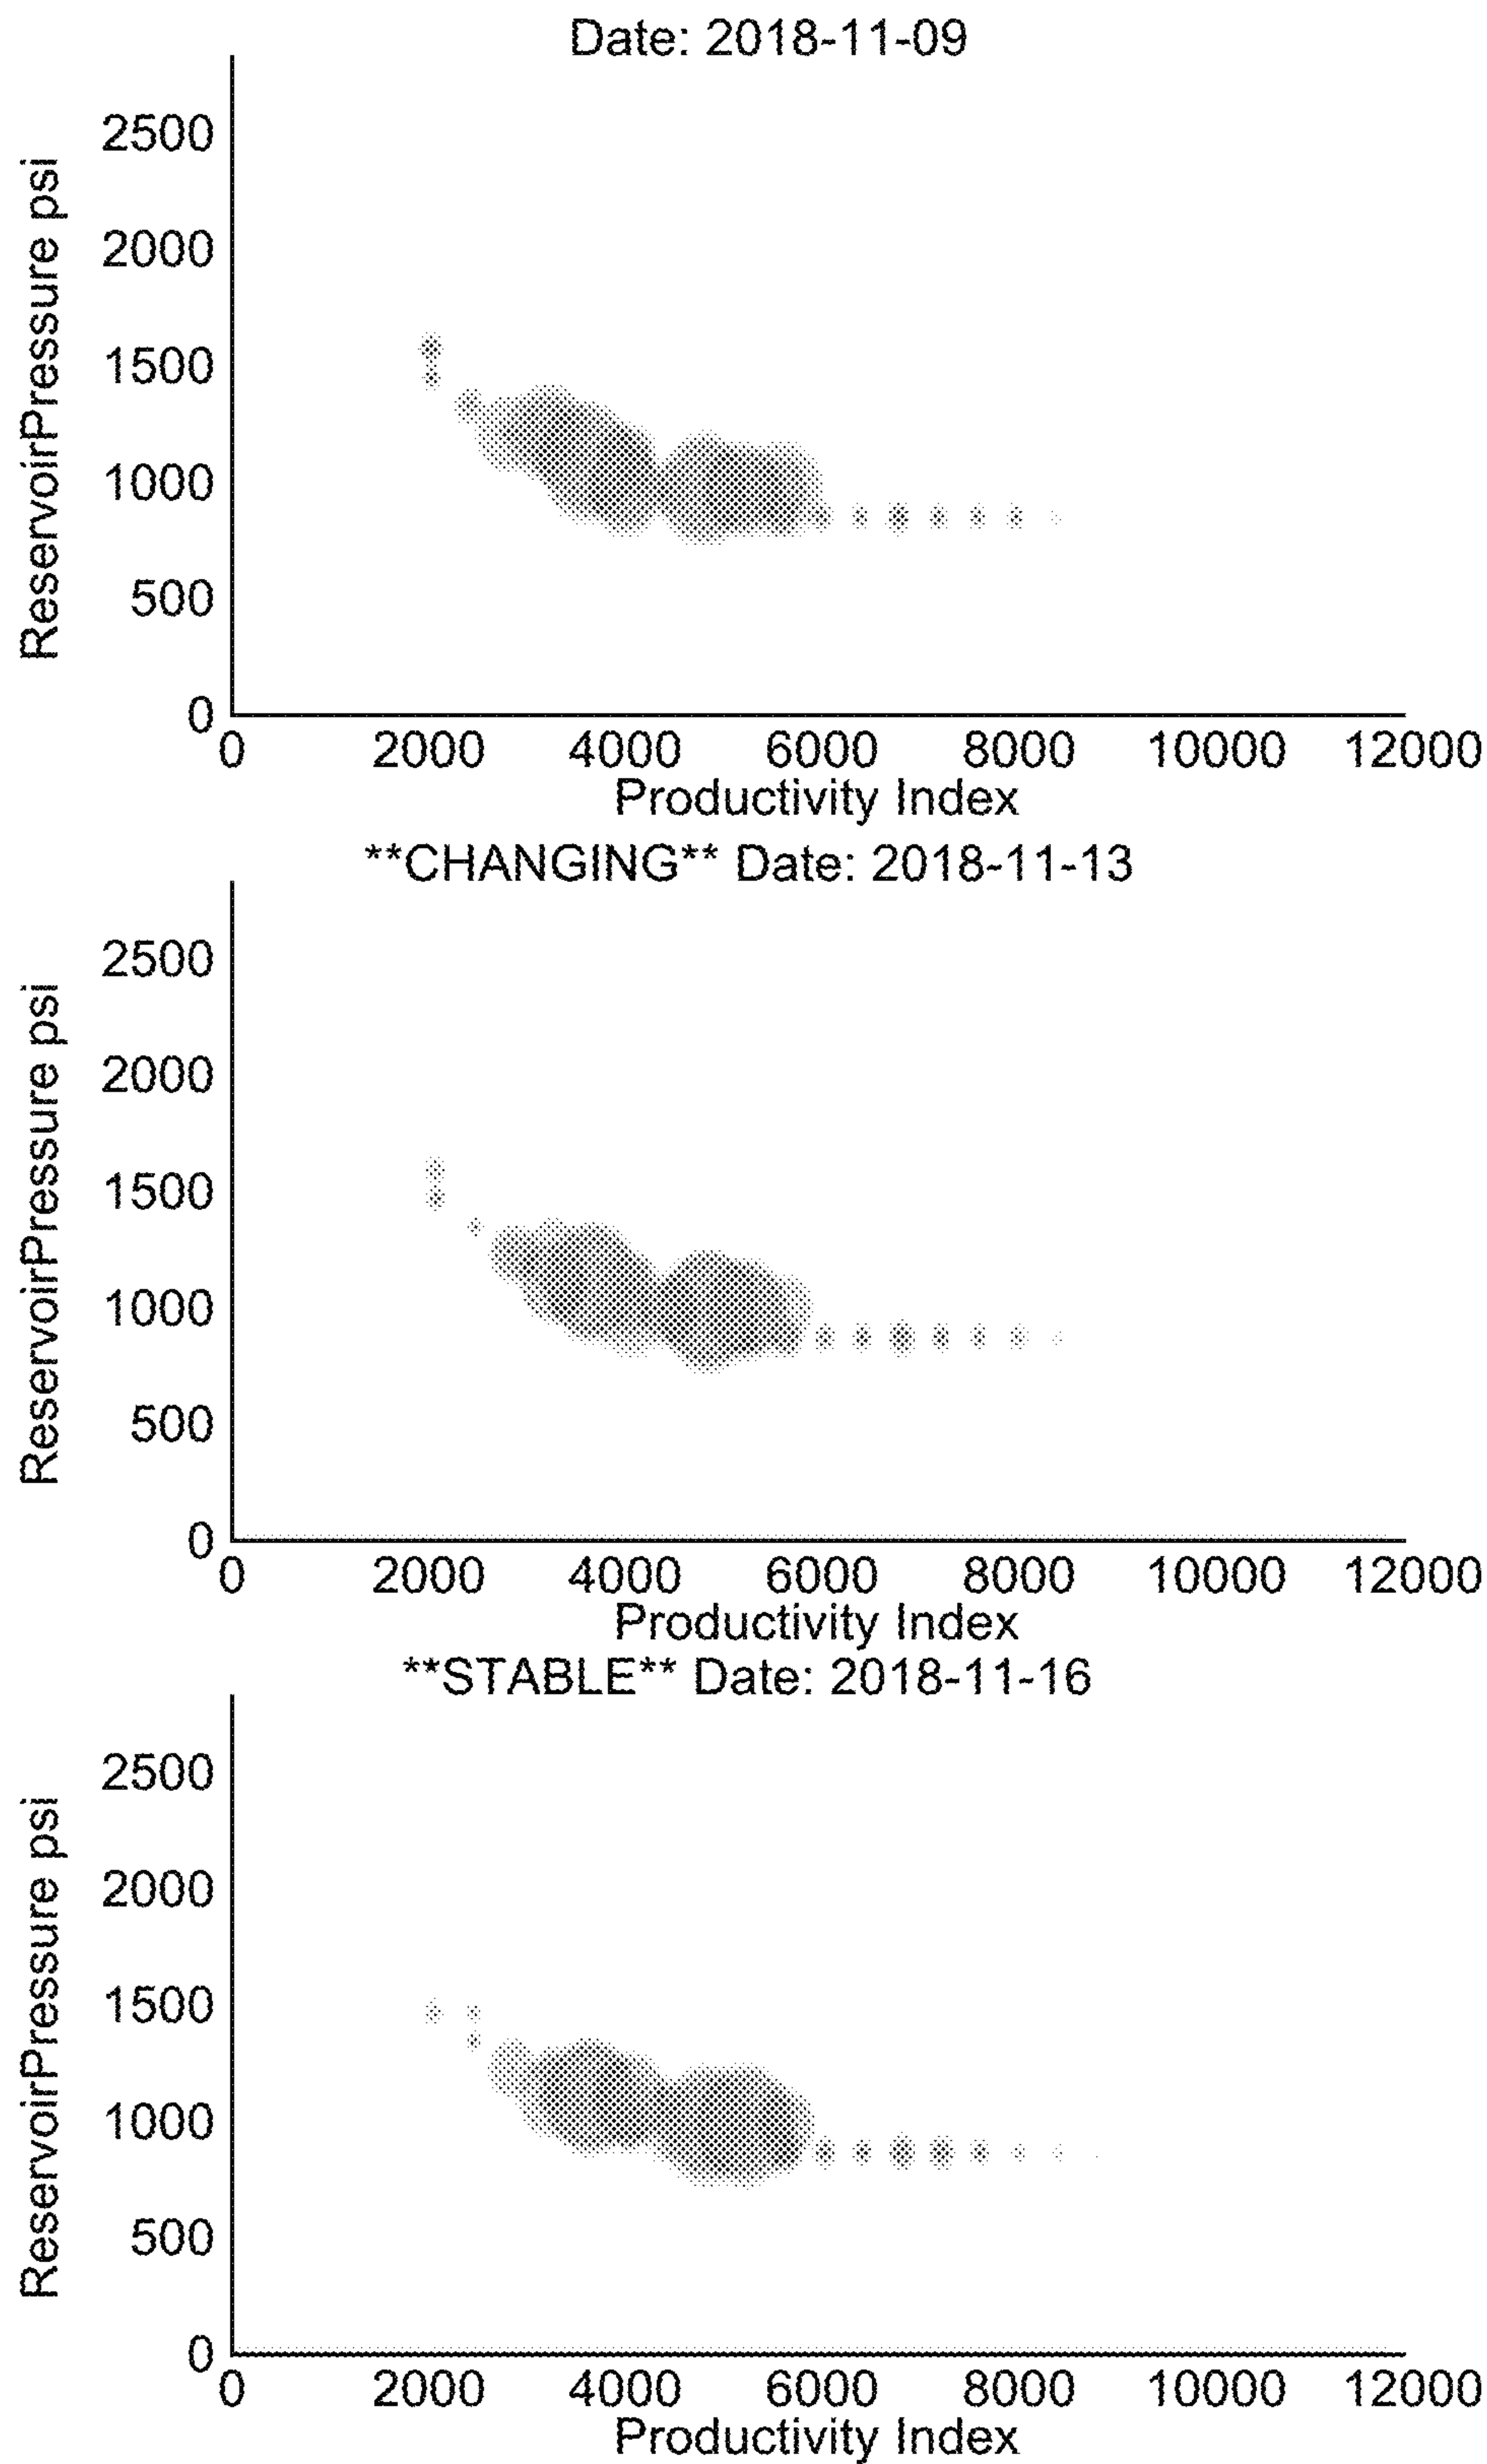 Date: 2018-11-09
ReservoirPressure psi
2500
2000
1500
1000
500
0
0 2000 4000 6000 8000 10000 12000
Productivity Index
**CHANGING** Date: 2018-11-13
ReservoirPressure psi
2500
2000
1500
1000
500
0
0 2000 4000 6000 8000 10000 12000
Productivity Index
**STABLE** Date: 2018-11-16
ReservoirPressure psi
2500
2000
1500
1000
500
0
0 2000 4000 6000 8000 10000 12000
Productivity Index